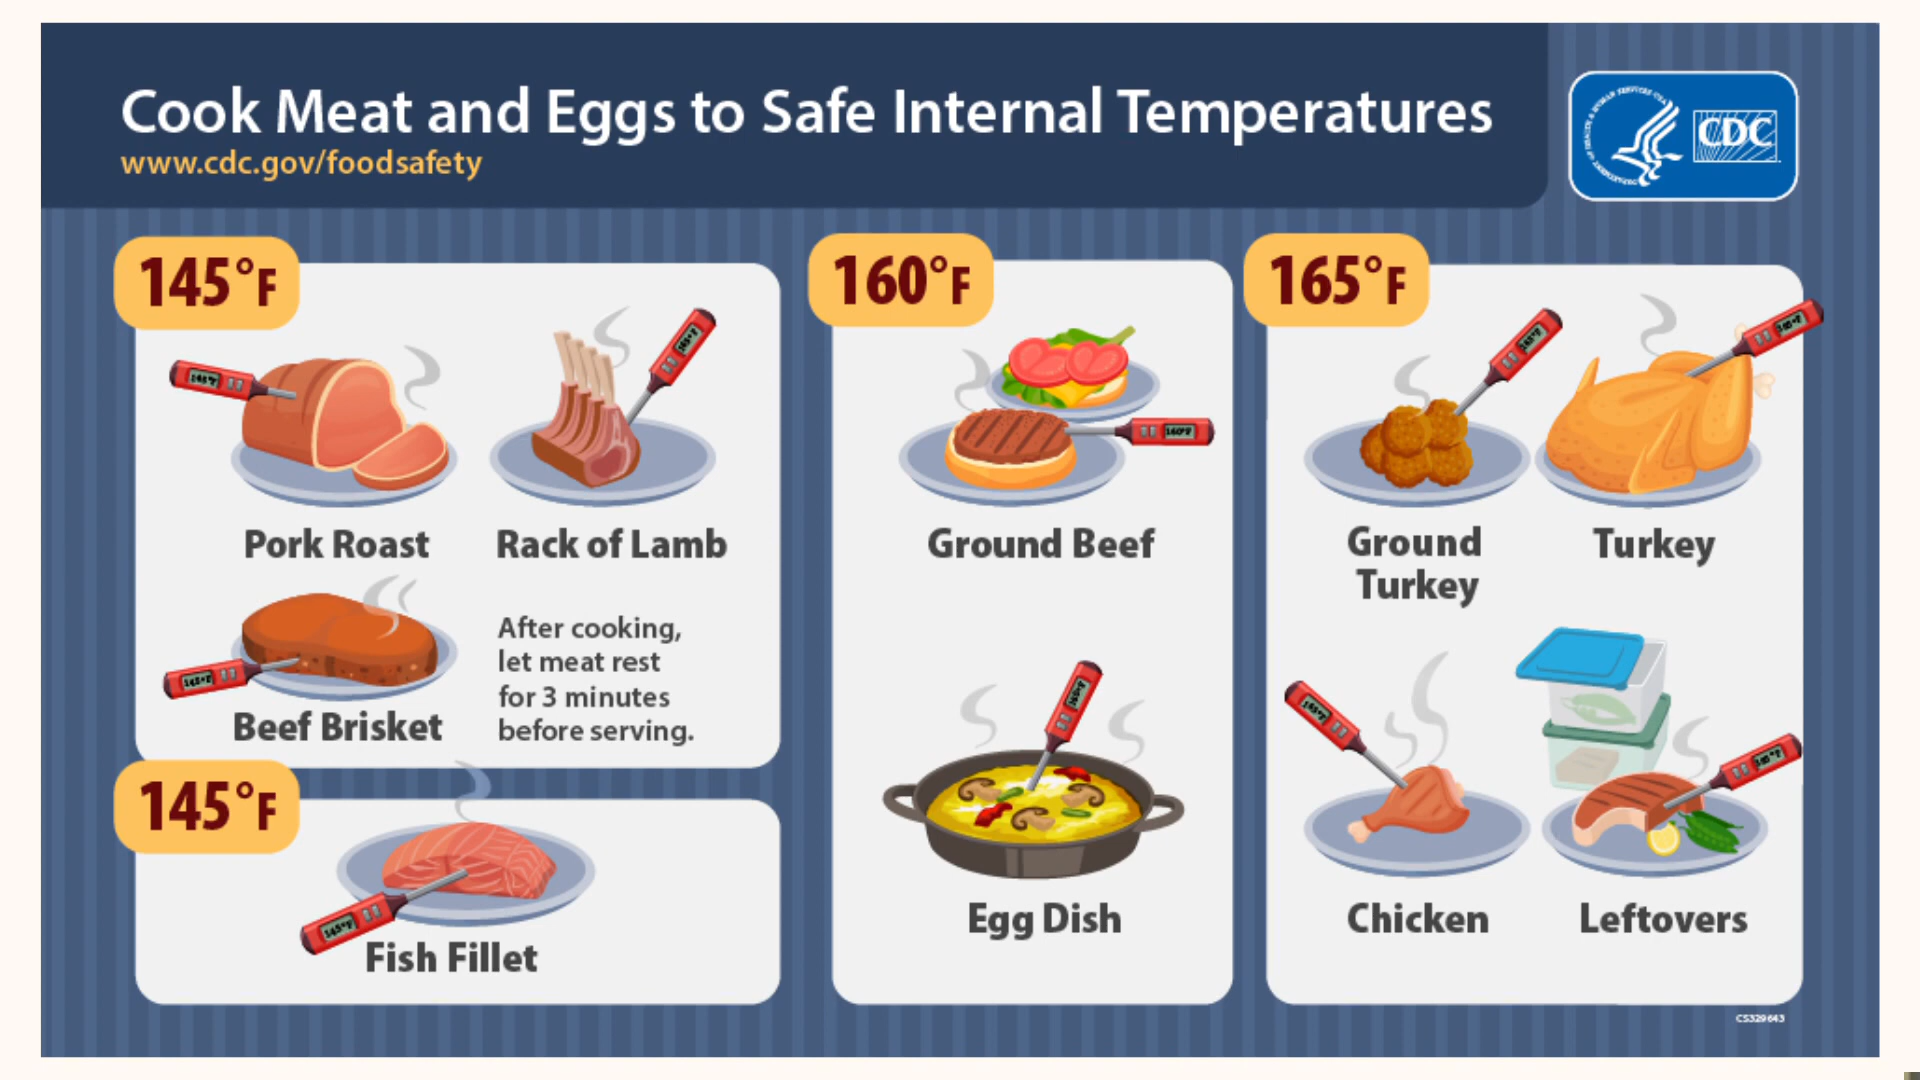 Cook Meat and Eggs to Safe Internal Temperatures
www.cdc.gov/foodsafety
CDC
145°F
Pork Roast
Rack of Lamb
Beef Brisket
After cooking,
let meat rest
for 3 minutes
before serving.
145°F
Fish Fillet
160°F
160°F
Ground Beef
Egg Dish
165°F
Ground
Turkey
Turkey
Chicken
Leftovers
CS329643